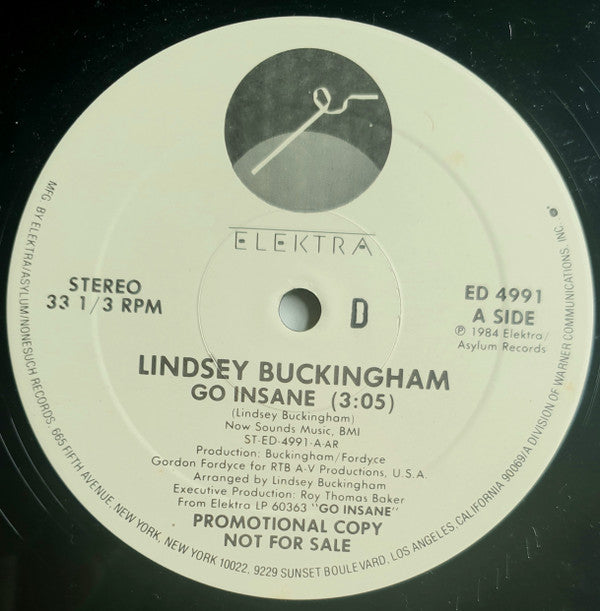 ELEKTRA
STEREO
33 1/3 RPM
D
ED 4991
A SIDE
℗ 1984 Elektra/
Asylum Records
LINDSEY BUCKINGHAM
GO INSANE (3:05)
(Lindsey Buckingham)
Now Sounds Music, BMI
ST-ED-4991-A-AR
Production: Buckingham/Fordyce
Gordon Fordyce for RTB A·V Productions, U.S.A.
Arranged by Lindsey Buckingham
Executive Production: Roy Thomas Baker
From Elektra LP 60363 "GO INSANE"
PROMOTIONAL COPY
NOT FOR SALE
MFG. BY ELEKTRA/ASYLUM/NONESUCH RECORDS, 665 FIFTH AVENUE, NEW YORK, NEW YORK 10022. 9229 SUNSET BOULEVARD, LOS ANGELES, CALIFORNIA 90069/A DIVISION OF WARNER COMMUNICATIONS, INC.